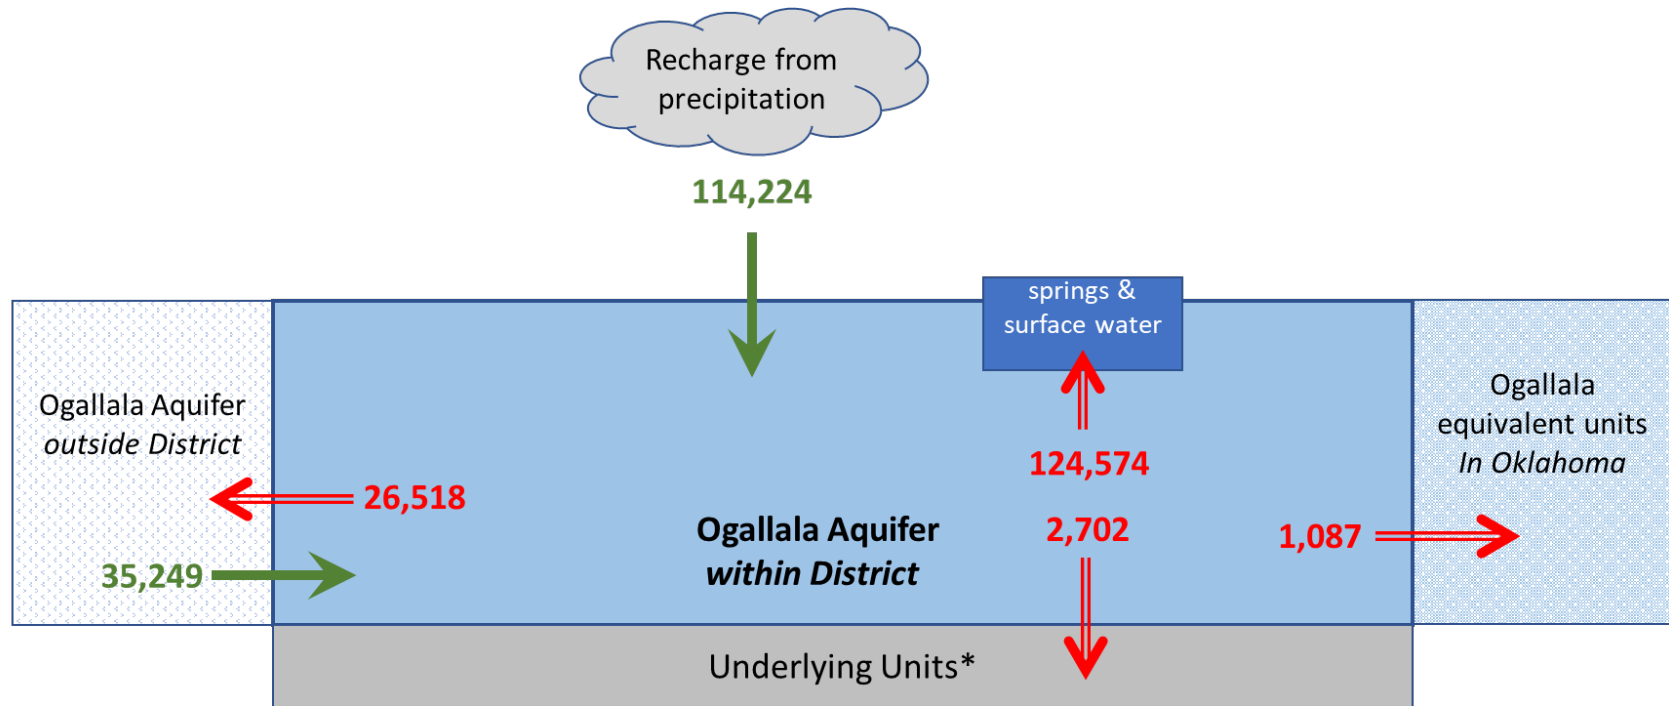 Recharge from
precipitation
114,224
springs &
surface water
Ogallala Aquifer
outside District
26,518
35,249
Ogallala Aquifer
within District
124,574
2,702
1,087
Ogallala
equivalent units
In Oklahoma
Underlying Units*